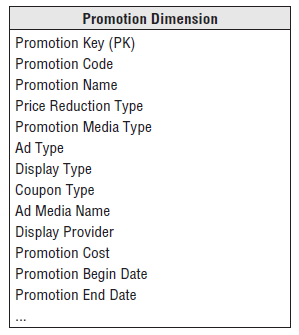 Promotion Dimension
Promotion Key (PK)
Promotion Code
Promotion Name
Price Reduction Type
Promotion Media Type
Ad Type
Display Type
Coupon Type
Ad Media Name
Display Provider
Promotion Cost
Promotion Begin Date
Promotion End Date
...